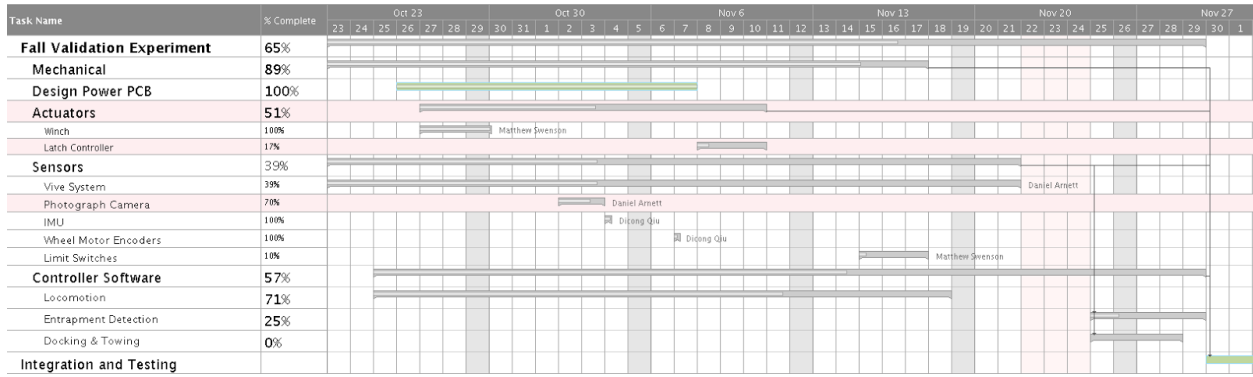 Task Name % Complete Oct 23 Oct 30 Nov 6 Nov 13 Nov 20 Nov 27
23 24 25 26 27 28 29 30 31 1 2 3 4 5 6 7 8 9 10 11 12 13 14 15 16 17 18 19 20 21 22 23 24 25 26 27 28 29 30 1
Fall Validation Experiment 65%
Mechanical 89%
Design Power PCB 100%
Actuators 51%
Winch 100% Matthew Swenson
Latch Controller 17%
Sensors 39%
Vive System 39% Daniel Arnett
Photograph Camera 70% Daniel Arnett
IMU 100% Dicong Qiu
Wheel Motor Encoders 100% Dicong Qiu
Limit Switches 10% Matthew Swenson
Controller Software 57%
Locomotion 71%
Entrapment Detection 25%
Docking & Towing 0%
Integration and Testing